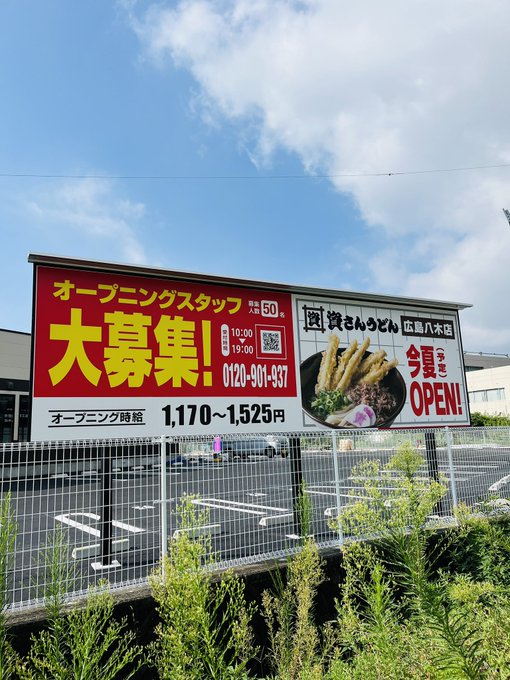 オープニングスタッフ
募集人数 50名
大募集!
受付時間 10:00〜19:00
0120-901-937
オープニング時給 1,170〜1,525円
資 資さんうどん 広島八木店
今夏(予定)
OPEN!